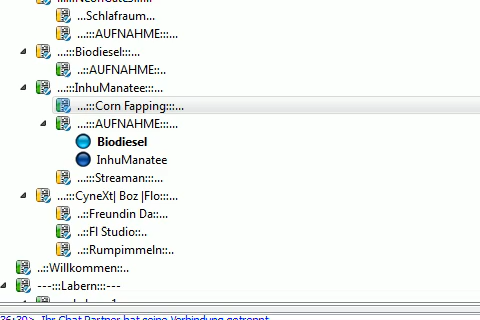 ...Schlafraum...
...:::AUFNAHME:::...
...:::Biodiesel:::...
..::AUFNAHME::..
...:::InhuManatee:::...
...:::Corn Fapping:::...
...:::AUFNAHME:::...
Biodiesel
InhuManatee
...:::Streaman:::...
...:::CyneXt| Boz |Flo:::...
..::Freundin Da::...
..::Fl Studio::..
..::Rumpimmeln::..
..::Willkommen::..
---:::Labern:::---
Ihr Chat Partner hat seine Verbindung getrennt